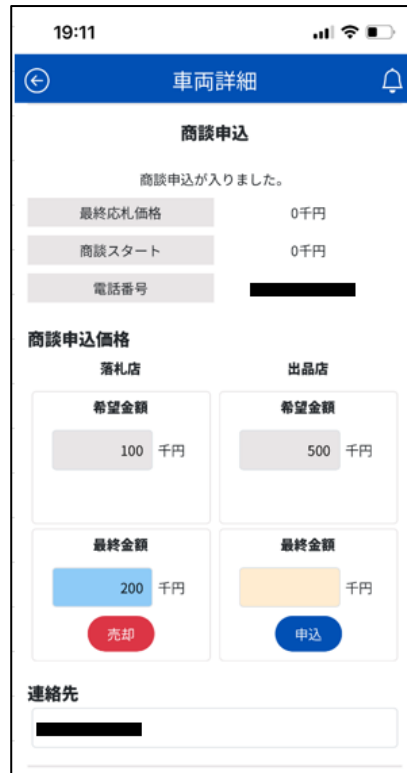 19:11
車両詳細
商談申込
商談申込が入りました。
最終応札価格 0千円
商談スタート 0千円
電話番号
商談申込価格
落札店 出品店
希望金額 希望金額
100 千円 500 千円
最終金額 最終金額
200 千円 千円
売却 申込
連絡先